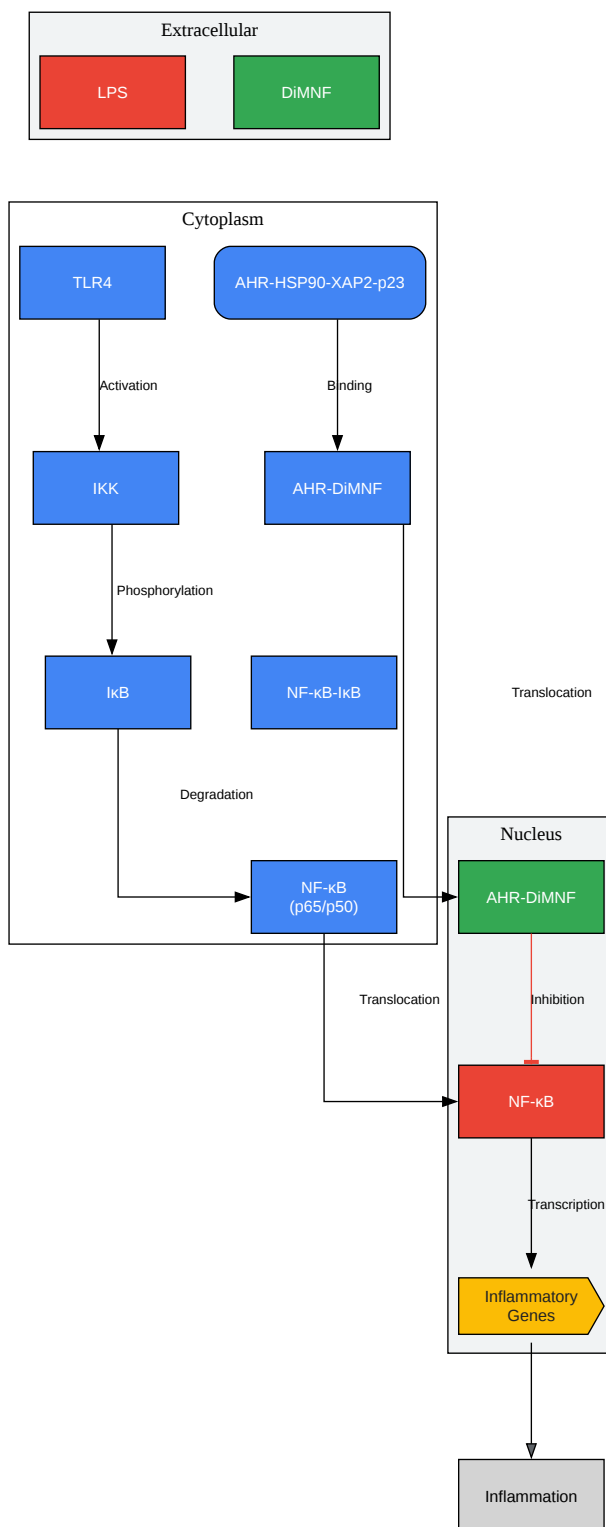 Extracellular
LPS
DiMNF
Cytoplasm
TLR4
AHR-HSP90-XAP2-p23
Activation
Binding
IKK
AHR-DiMNF
Phosphorylation
IκB
NF-κB-IκB
Translocation
Degradation
Nucleus
NF-κB
(p65/p50)
AHR-DiMNF
Translocation
Inhibition
NF-κB
Transcription
Inflammatory
Genes
Inflammation